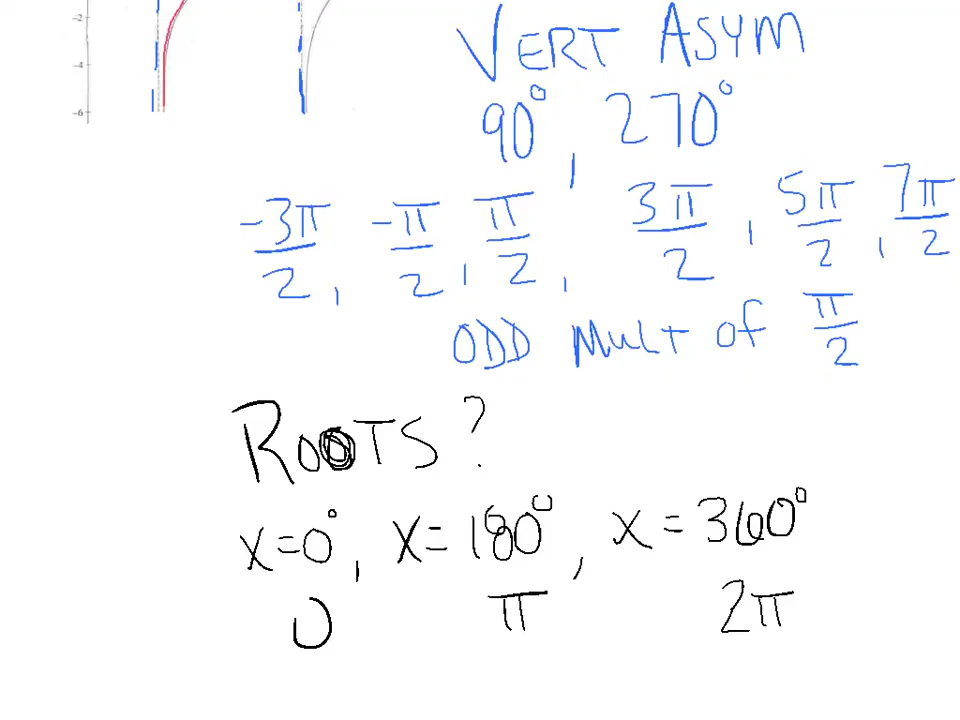 -2
-4
-6
VERT ASYM
90°, 270°
-3π/2, -π/2, π/2, 3π/2, 5π/2, 7π/2
ODD MULT OF π/2
ROOTS?
x=0°, x=180°, x=360°
0 π 2π